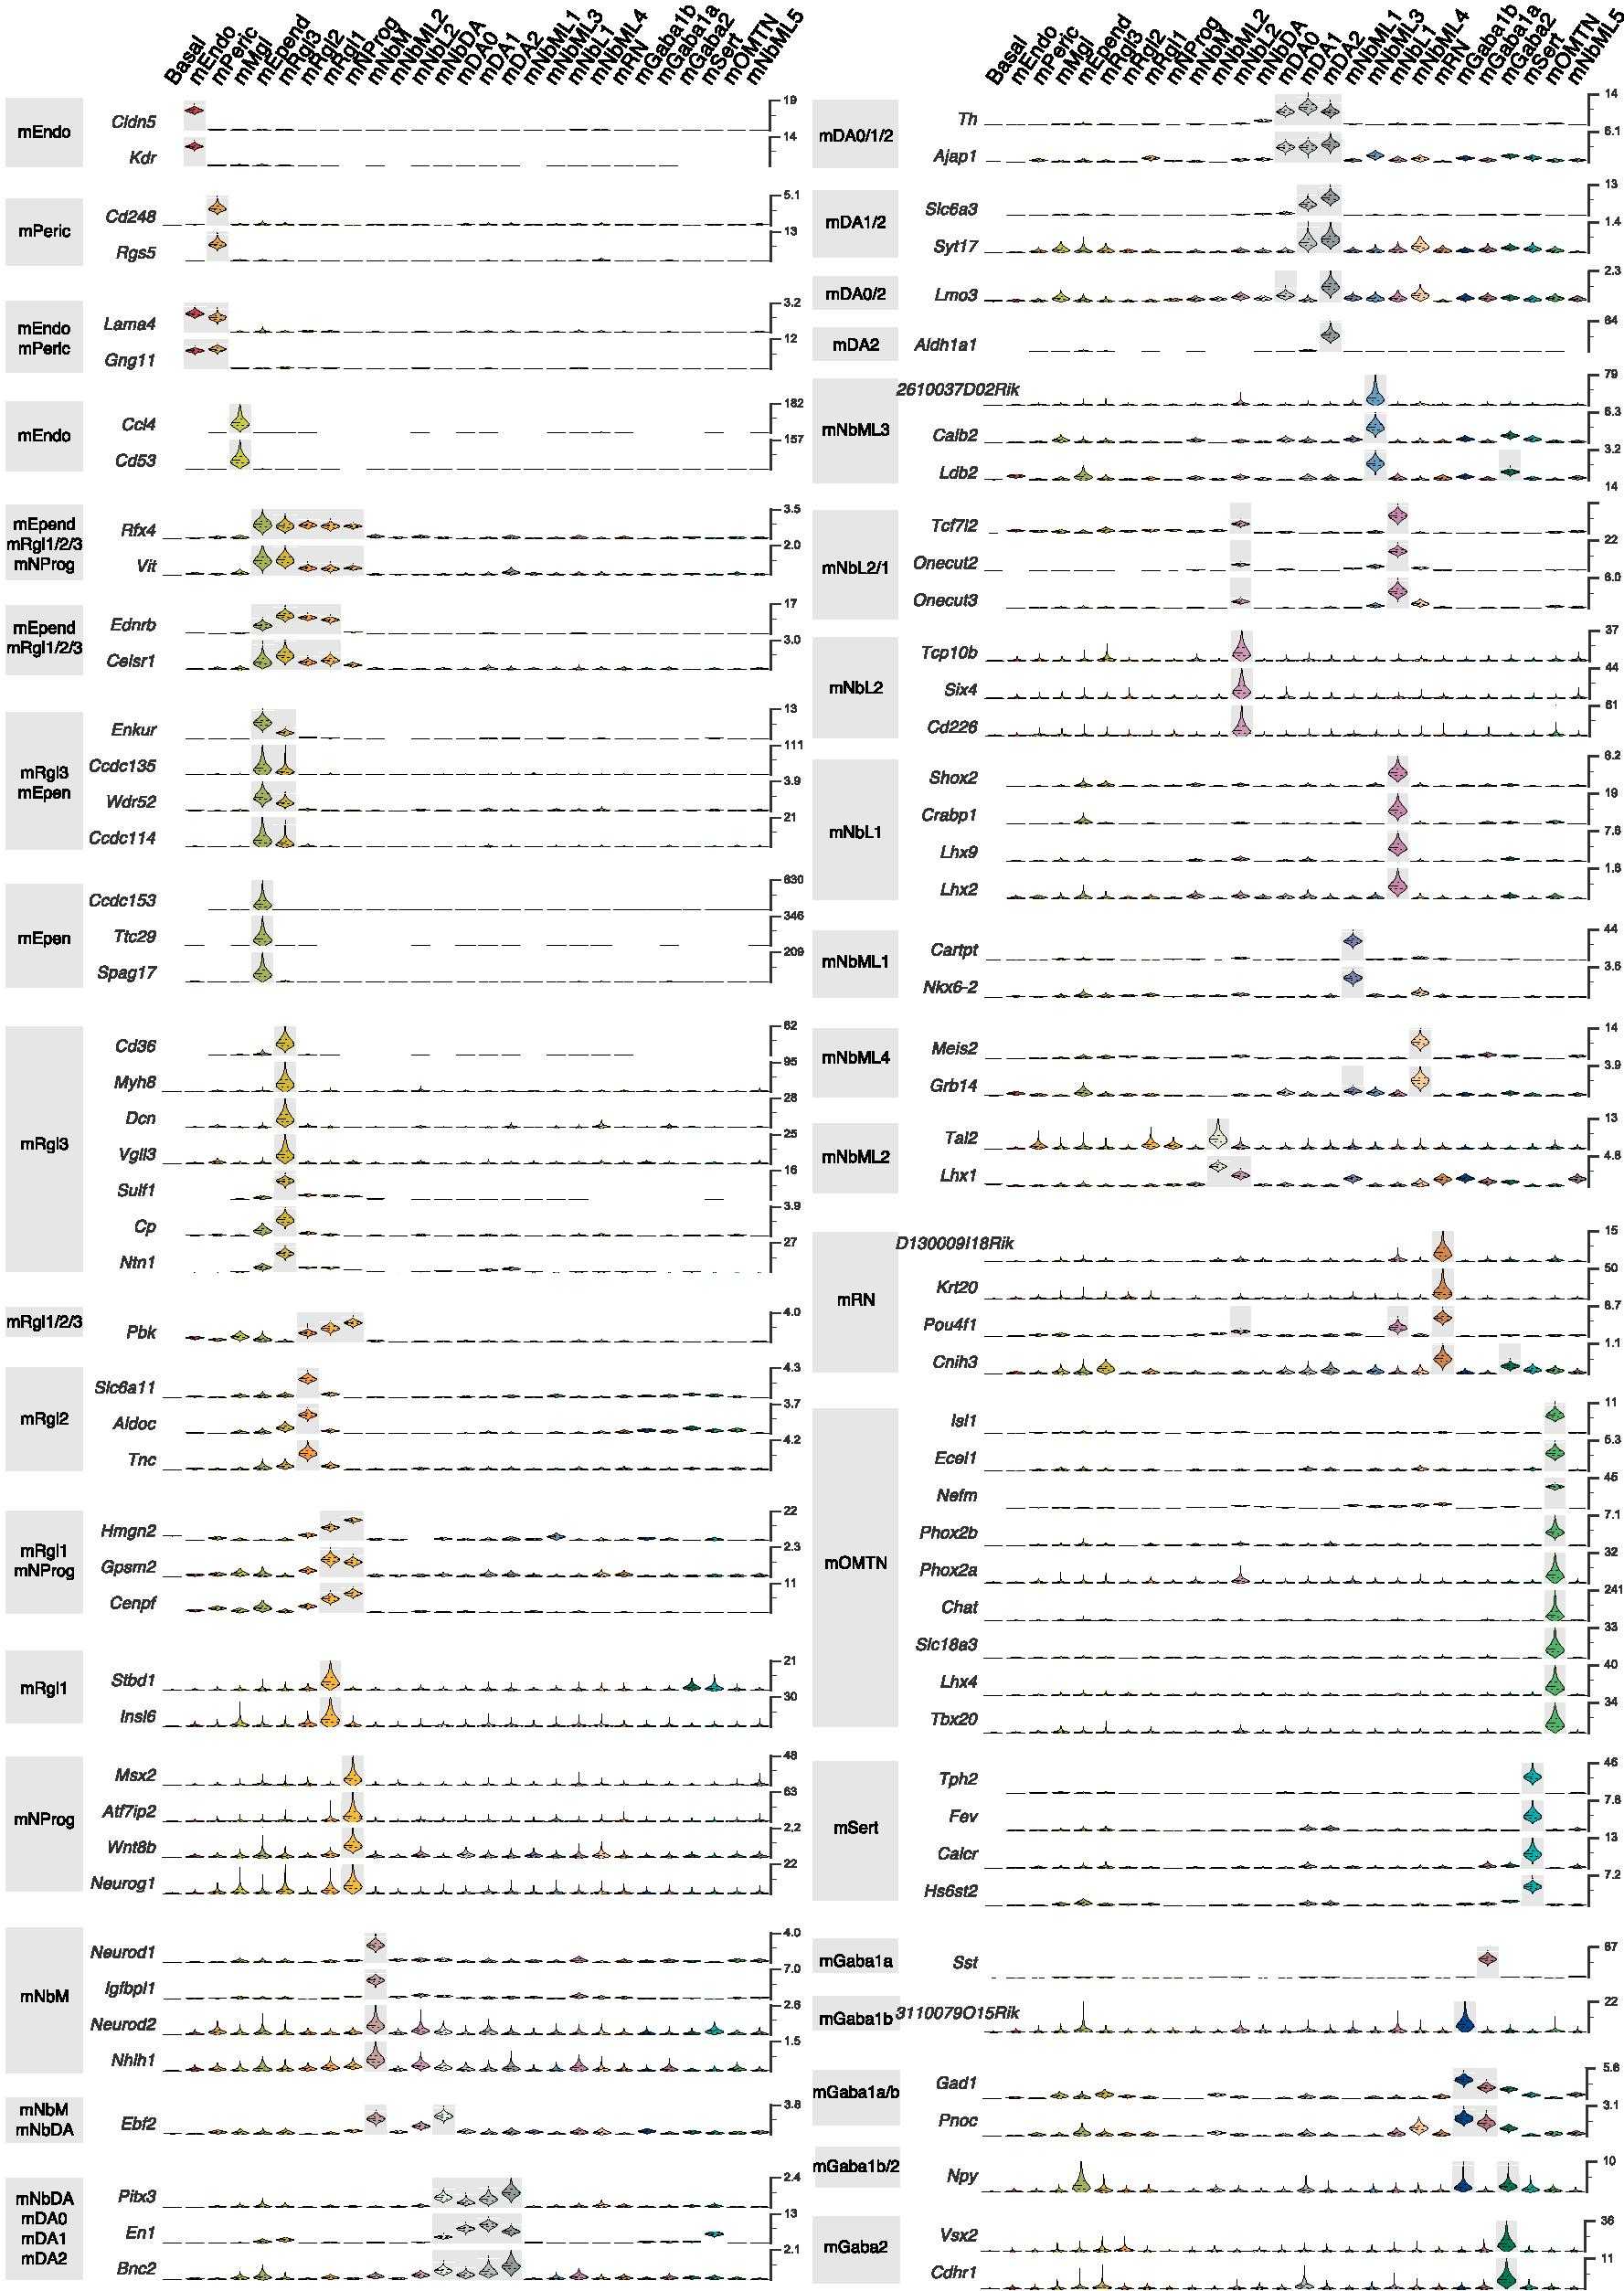 Basal mEndo mPeric mMgl mEpend mRgl3 mRgl2 mRgl1 mNProg mNbM mNbML2 mNbL2 mNbDA mDA0 mDA1 mDA2 mNbML1 mNbML3 mNbL1 mNbML4 mRN mGaba1b mGaba1a mGaba2 mSert mOMTN mNbML5
mEndo
Cldn5 19
Kdr 14
mPeric
Cd248 5.1
Rgs5 13
mEndo
mPeric
Lama4 3.2
Gng11 12
mEndo
Ccl4 182
Cd53 157
mEpend
mRgl1/2/3
mNProg
Rfx4 3.5
Vit 2.0
mEpend
mRgl1/2/3
Ednrb 17
Celsr1 3.0
mRgl3
mEpen
Enkur 13
Ccdc135 111
Wdr52 3.9
Ccdc114 21
mEpen
Ccdc153 630
Ttc29 346
Spag17 209
mRgl3
Cd36 62
Myh8 95
Dcn 28
Vgll3 25
Sulf1 16
Cp 3.9
Ntn1 27
mRgl1/2/3
Pbk 4.0
mRgl2
Slc6a11 4.3
Aldoc 3.7
Tnc 4.2
mRgl1
mNProg
Hmgn2 22
Gpsm2 2.3
Cenpf 11
mRgl1
Stbd1 21
Insl6 30
mNProg
Msx2 48
Atf7ip2 63
Wnt8b 2,2
Neurog1 22
mNbM
Neurod1 4.0
Igfbpl1 7.0
Neurod2 2.6
Nhlh1 1.5
mNbM
mNbDA
Ebf2 3.8
mNbDA
mDA0
mDA1
mDA2
Pitx3 2.4
En1 13
Bnc2 2.1
Basal mEndo mPeric mMgl mEpend mRgl3 mRgl2 mRgl1 mNProg mNbM mNbML2 mNbL2 mNbDA mDA0 mDA1 mDA2 mNbML1 mNbML3 mNbL1 mNbML4 mRN mGaba1b mGaba1a mGaba2 mSert mOMTN mNbML5
mDA0/1/2
Th 14
Ajap1 6.1
mDA1/2
Slc6a3 13
Syt17 1.4
mDA0/2
Lmo3 2.3
mDA2
Aldh1a1 64
mNbML3
2610037D02Rik 79
Calb2 6.3
Ldb2 3.2
mNbL2/1
Tcf7l2 14
Onecut2 22
Onecut3 6.0
mNbL2
Tcp10b 37
Six4 44
Cd226 61
mNbL1
Shox2 8.2
Crabp1 19
Lhx9 7.8
Lhx2 1.8
mNbML1
Cartpt 44
Nkx6-2 3.6
mNbML4
Meis2 14
Grb14 3.9
mNbML2
Tal2 13
Lhx1 4.8
mRN
D130009I18Rik 15
Krt20 50
Pou4f1 8.7
Cnih3 1.1
mOMTN
Isl1 11
Ecel1 6.3
Nefm 45
Phox2b 7.1
Phox2a 32
Chat 241
Slc18a3 33
Lhx4 40
Tbx20 34
mSert
Tph2 46
Fev 7.8
Calcr 13
Hs6st2 7.2
mGaba1a
Sst 67
mGaba1b
3110079O15Rik 22
mGaba1a/b
Gad1 5.6
Pnoc 3.1
mGaba1b/2
Npy 10
mGaba2
Vsx2 36
Cdhr1 11